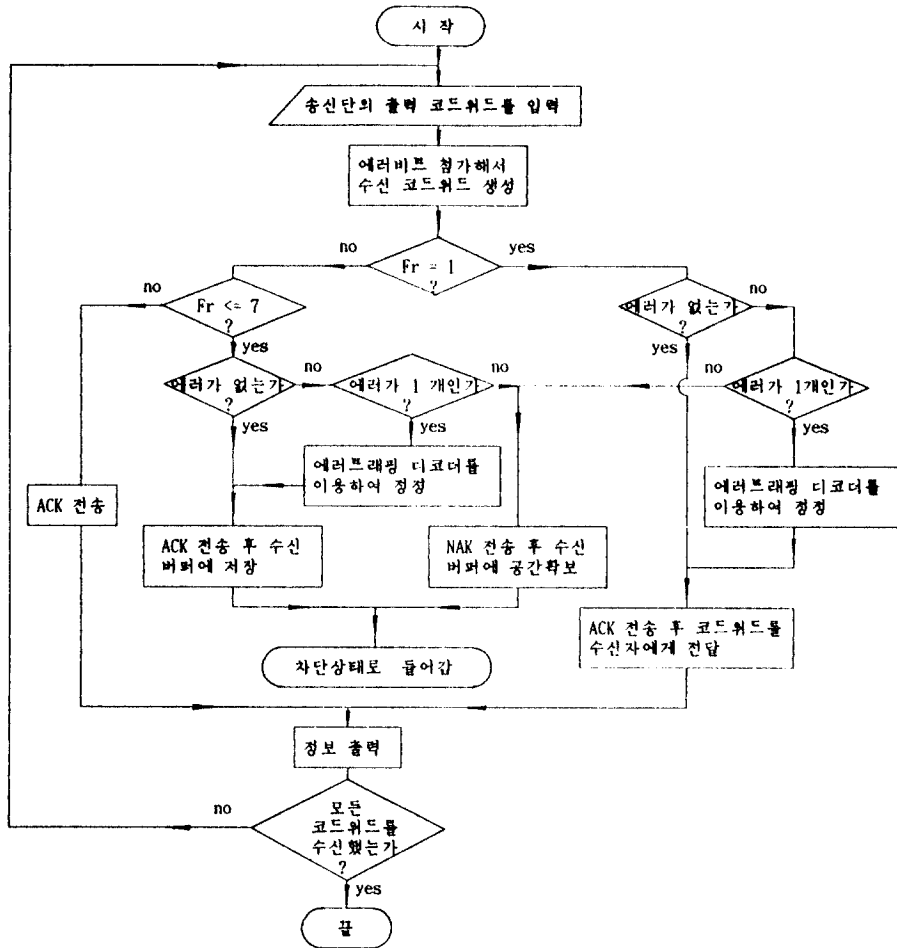 시 작
송신단의 출력 코드워드를 입력
에러비트 첨가해서
수신 코드워드 생성
no
yes
Fr = 1
?
no
Fr <= 7
?
yes
에러가 없는가
?
no
yes
에러가 없는가
?
no
yes
에러가 1 개인가
?
no
yes
no
에러가 1개인가
?
yes
에러트래핑 디코더를
이용하여 정정
에러트래핑 디코더를
이용하여 정정
ACK 전송
ACK 전송 후 수신
버퍼에 저장
NAK 전송 후 수신
버퍼에 공간확보
ACK 전송 후 코드워드를
수신자에게 전달
차단상태로 들어감
정보 출력
no
모든
코드워드를
수신했는가
?
yes
끝